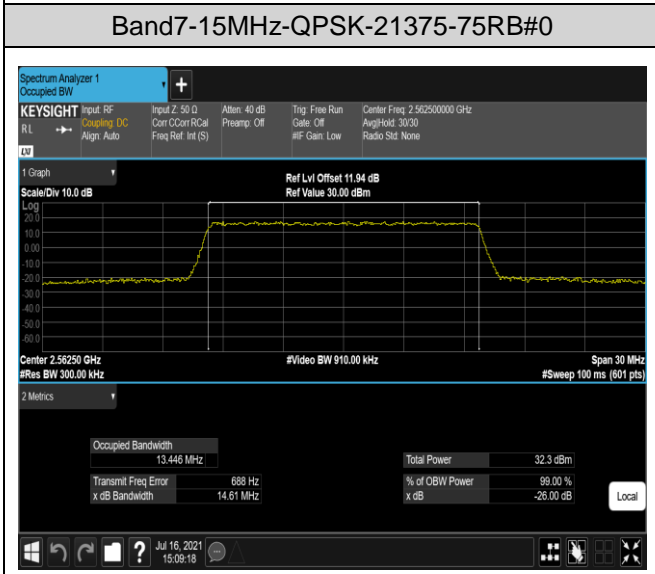 Band7-15MHz-QPSK-21375-75RB#0
Spectrum Analyzer 1
Occupied BW
+
KEYSIGHT Input: RF Input Z: 50 Ω Atten: 40 dB Trig: Free Run Center Freq: 2.562500000 GHz
RL Coupling: DC Corr CCorr RCal Preamp: Off Gate: Off Avg|Hold: 30/30
Align: Auto Freq Ref: Int (S) #IF Gain: Low Radio Std: None
LXI
1 Graph Ref Lvl Offset 11.94 dB
Scale/Div 10.0 dB Ref Value 30.00 dBm
Log
20.0
10.0
0.00
-10.0
-20.0
-30.0
-40.0
-50.0
-60.0
Center 2.56250 GHz #Video BW 910.00 kHz Span 30 MHz
#Res BW 300.00 kHz #Sweep 100 ms (601 pts)
2 Metrics
Occupied Bandwidth
13.446 MHz Total Power 32.3 dBm
Transmit Freq Error 688 Hz % of OBW Power 99.00 %
x dB Bandwidth 14.61 MHz x dB -26.00 dB
Local
? Jul 16, 2021
15:09:18